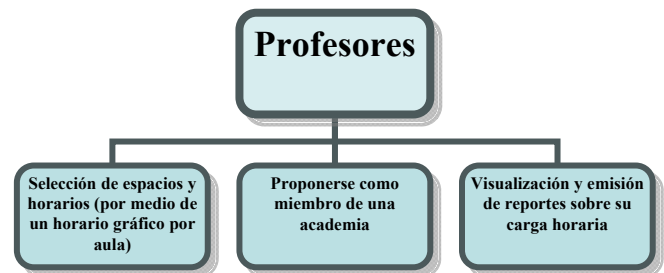 Profesores
Selección de espacios y
horarios (por medio de
un horario gráfico por
aula)
Proponerse como
miembro de una
academia
Visualización y emisión
de reportes sobre su
carga horaria